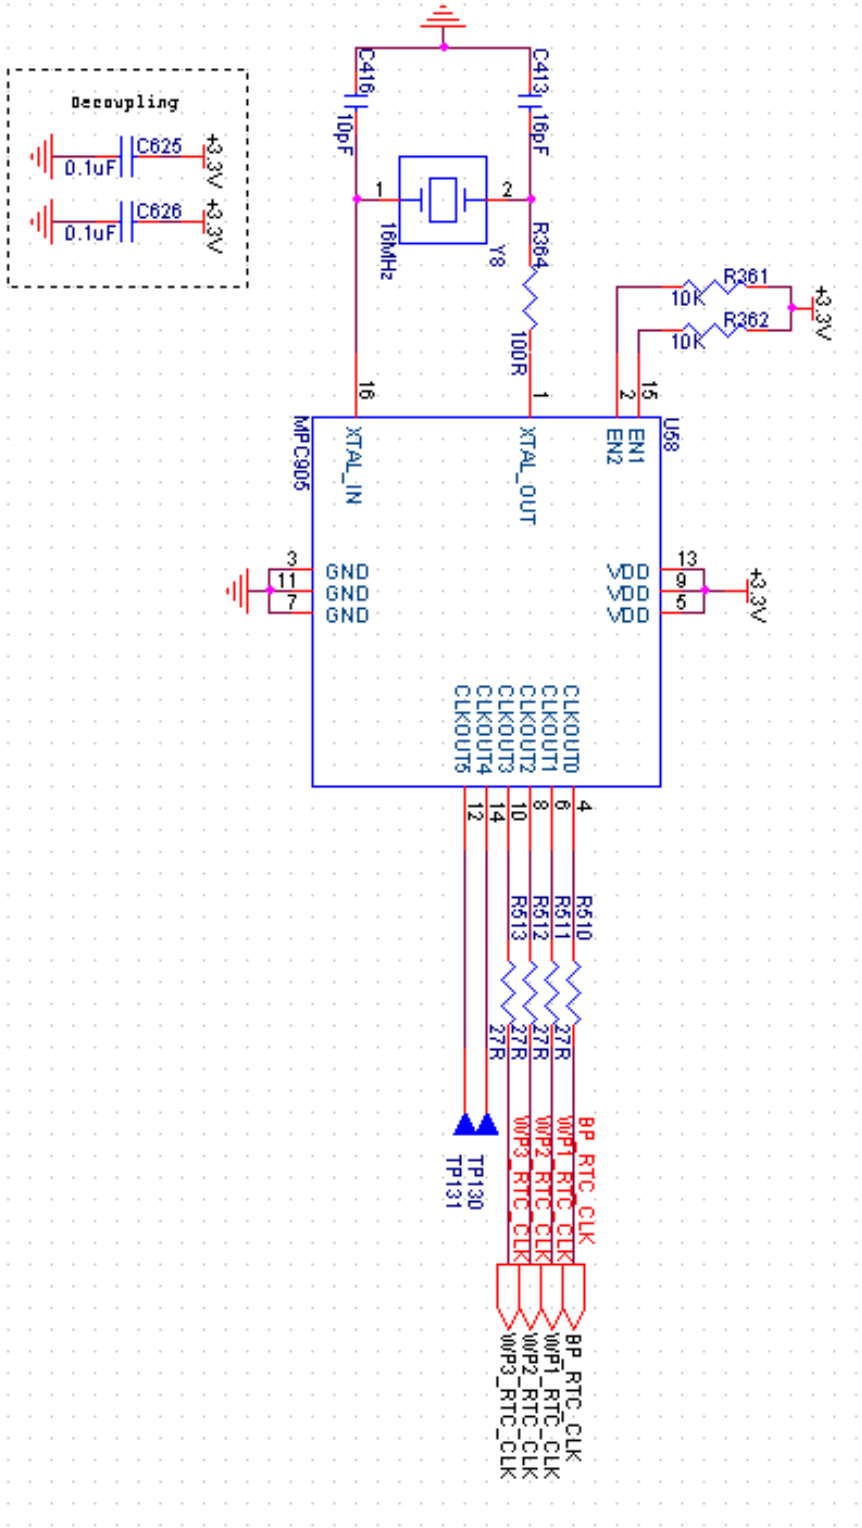 C416
10pF
C413
16pF
Decoupling
C625
0.1uF
+3.3V
C626
0.1uF
+3.3V
1
2
16MHz
Y8
R364
100R
R361
10K
R362
10K
+3.3V
16
1
2
15
MPC905
U58
XTAL_IN
XTAL_OUT
EN2
EN1
3
GND
11
GND
7
GND
VDD
13
VDD
9
VDD
5
+3.3V
CLKOUT5
CLKOUT4
CLKOUT3
CLKOUT2
CLKOUT1
CLKOUT0
12
14
10
8
6
4
R513
R512
R511
R510
27R
27R
27R
27R
TP131
TP130
WP3_RTC_CLK
WP2_RTC_CLK
WP1_RTC_CLK
BP_RTC_CLK
WP3_RTC_CLK
WP2_RTC_CLK
WP1_RTC_CLK
BP_RTC_CLK